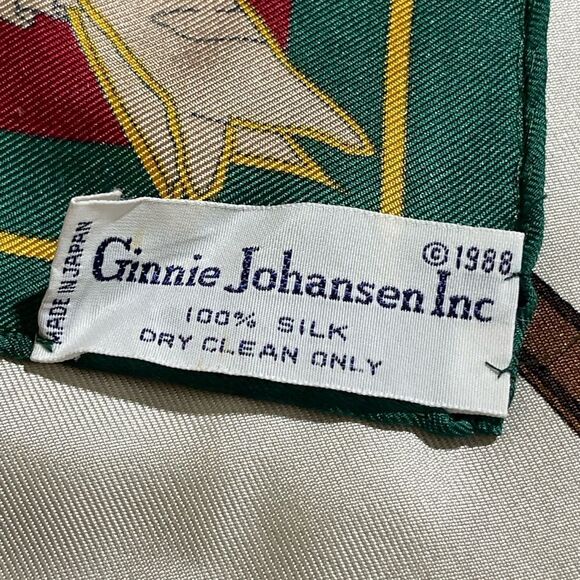 MADE IN JAPAN
©1988
Ginnie Johansen Inc
100% SILK
DRY CLEAN ONLY